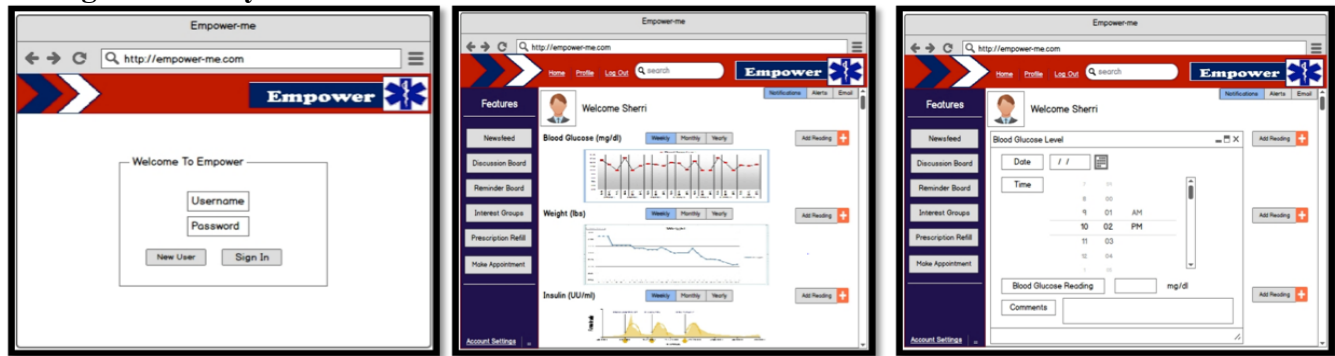 Empower-me
http://empower-me.com
Empower
Welcome To Empower
Username
Password
New User Sign In
Empower-me
http://empower-me.com
Home Profile Log Out search Empower
Notifications Alerts Email
Features
Welcome Sherri
Newsfeed
Discussion Board
Reminder Board
Interest Groups
Prescription Refill
Make Appointment
Account Settings
Blood Glucose (mg/dl) Weekly Monthly Yearly Add Reading
Weight (lbs) Weekly Monthly Yearly Add Reading
Insulin (UU/ml) Weekly Monthly Yearly Add Reading
Empower-me
http://empower-me.com
Home Profile Log Out search Empower
Notifications Alerts Email
Features
Welcome Sherri
Newsfeed
Discussion Board
Reminder Board
Interest Groups
Prescription Refill
Make Appointment
Account Settings
Blood Glucose Level
Date / /
Time
7 01
8 00
9 01 AM
10 02 PM
11 03
12 04
Blood Glucose Reading mg/dl
Comments
Add Reading
Add Reading
Add Reading